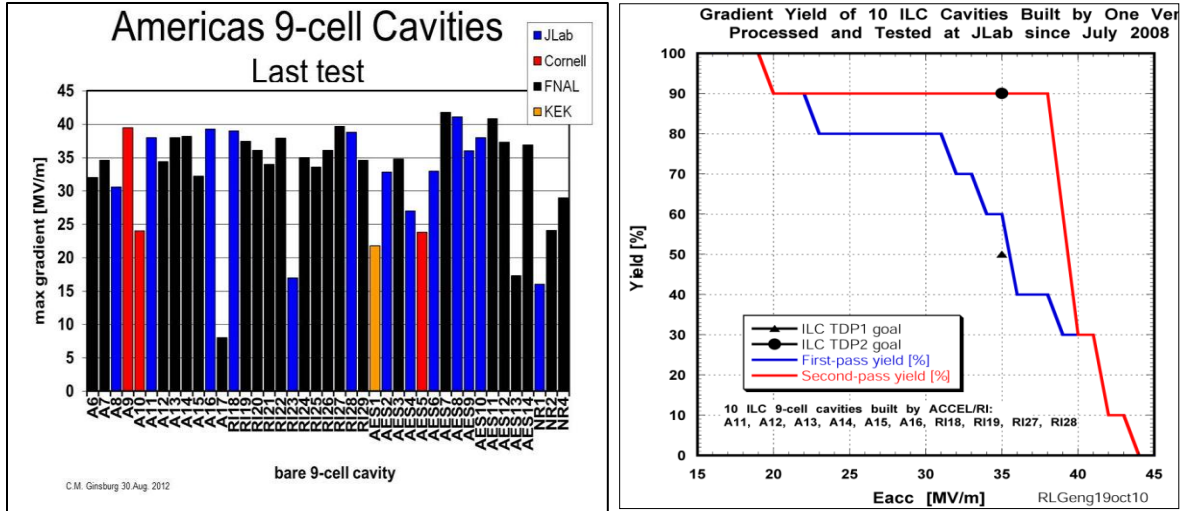 Americas 9-cell Cavities
Last test
JLab
Cornell
FNAL
KEK
max gradient [MV/m]
45
40
35
30
25
20
15
10
5
0
A6
A7
A8
A9
A10
A11
A12
A13
A14
A15
A16
A17
RI18
RI19
RI20
RI21
RI22
RI23
RI24
RI25
RI26
RI27
RI28
RI29
AES1
AES2
AES3
AES4
AES5
AES6
AES7
AES8
AES9
AES10
AES11
AES12
AES13
AES14
NR1
NR2
NR4
bare 9-cell cavity
C.M. Ginsburg 30.Aug. 2012
Gradient Yield of 10 ILC Cavities Built by One Ver
Processed and Tested at JLab since July 2008
Yield [%]
100
90
80
70
60
50
40
30
20
10
0
ILC TDP1 goal
ILC TDP2 goal
First-pass yield [%]
Second-pass yield [%]
10 ILC 9-cell cavities built by ACCEL/RI:
A11, A12, A13, A14, A15, A16, RI18, RI19, RI27, RI28
15 20 25 30 35 40 45
Eacc [MV/m]
RLGeng19oct10